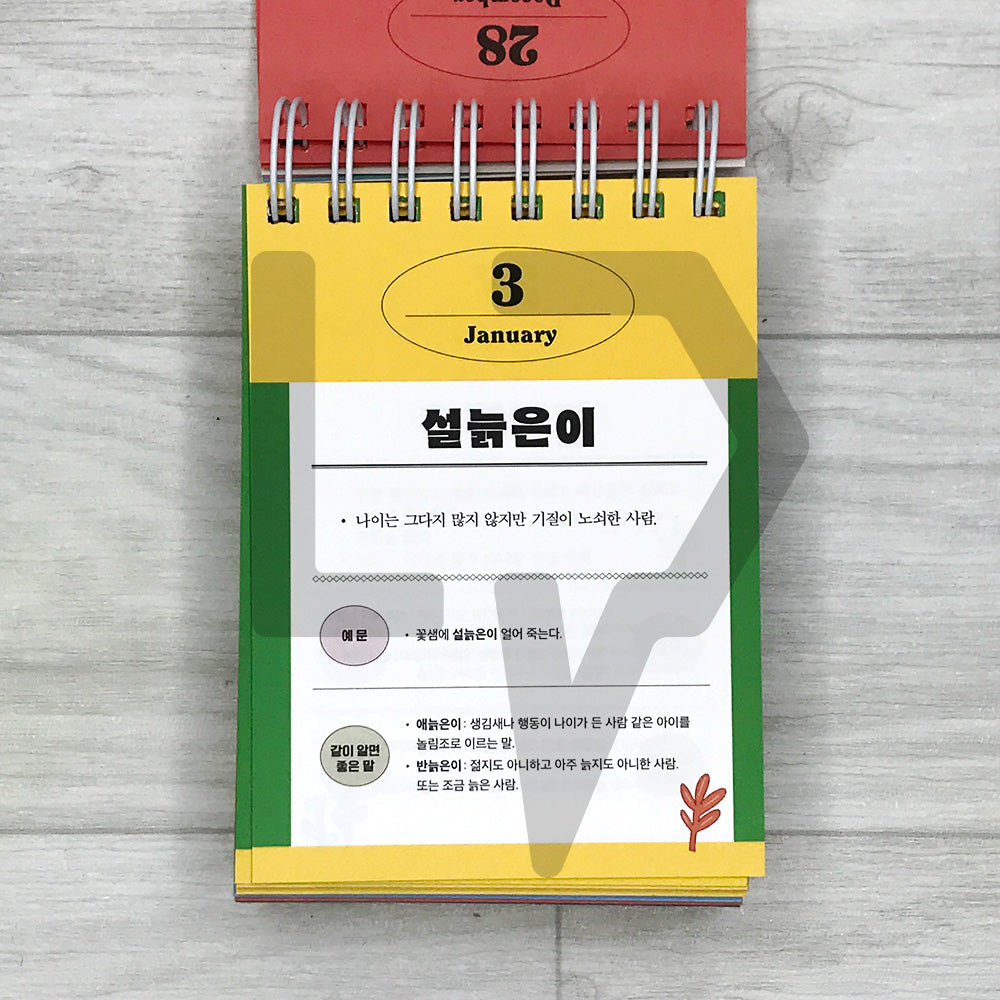 December
28
3
January
설늙은이
• 나이는 그다지 많지 않지만 기질이 노쇠한 사람.
예문
• 꽃샘에 설늙은이 얼어 죽는다.
같이 알면
좋은 말
• 애늙은이 : 생김새나 행동이 나이가 든 사람 같은 아이를
놀림조로 이르는 말.
• 반늙은이 : 젊지도 아니하고 아주 늙지도 아니한 사람.
또는 조금 늙은 사람.